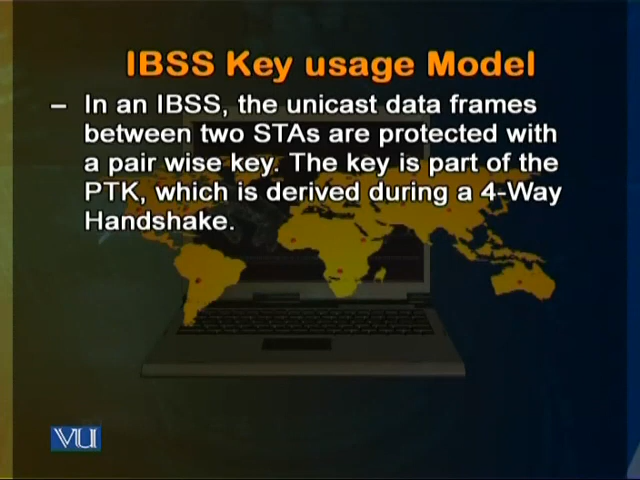 IBSS Key usage Model
– In an IBSS, the unicast data frames
between two STAs are protected with
a pair wise key. The key is part of the
PTK, which is derived during a 4-Way
Handshake.
VU